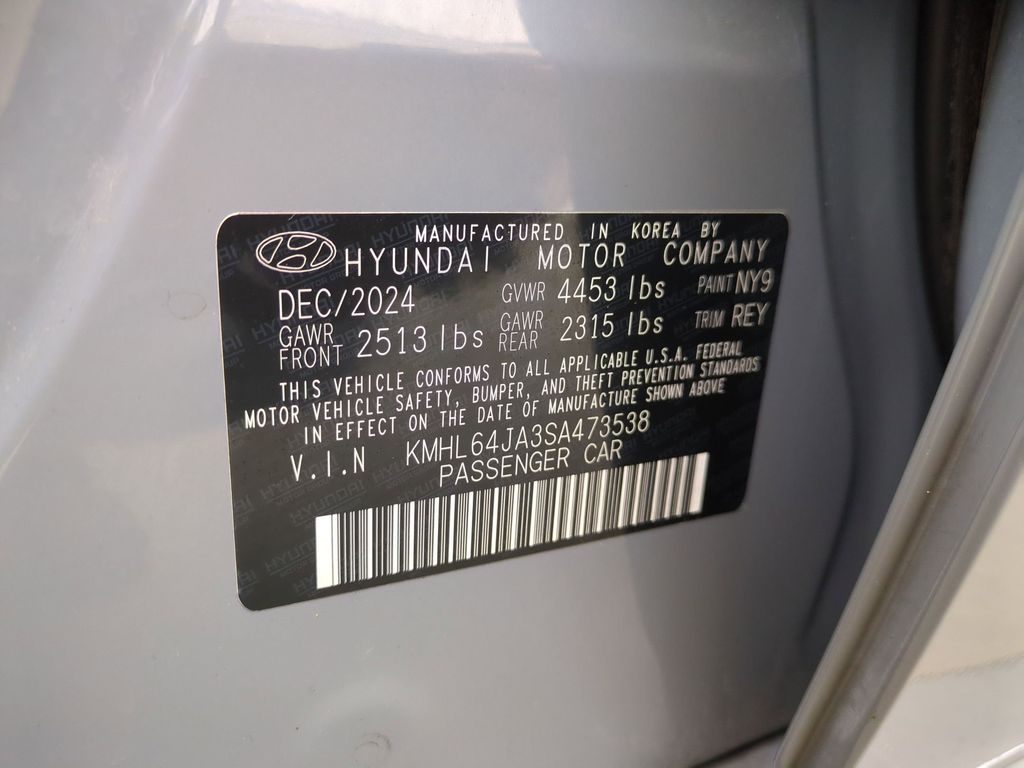 MANUFACTURED IN KOREA BY
HYUNDAI MOTOR COMPANY
DEC/2024 GVWR 4453 lbs PAINT NY9
GAWR FRONT 2513 lbs GAWR REAR 2315 lbs TRIM REY
THIS VEHICLE CONFORMS TO ALL APPLICABLE U.S.A. FEDERAL
MOTOR VEHICLE SAFETY, BUMPER, AND THEFT PREVENTION STANDARDS
IN EFFECT ON THE DATE OF MANUFACTURE SHOWN ABOVE
V.I.N KMHL64JA3SA473538
PASSENGER CAR